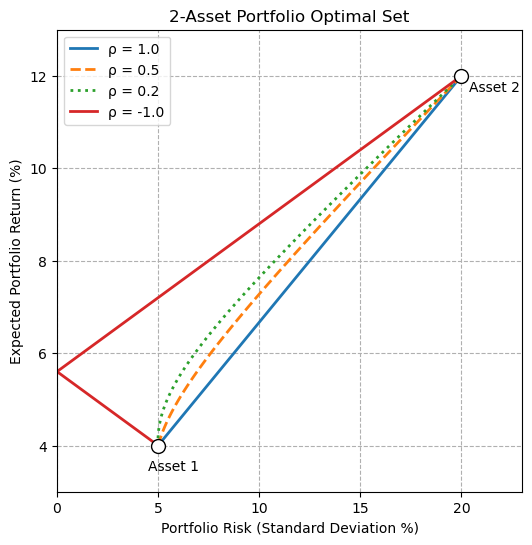 2-Asset Portfolio Optimal Set
ρ = 1.0
ρ = 0.5
ρ = 0.2
ρ = -1.0
Asset 2
Asset 1
12
10
8
6
4
Expected Portfolio Return (%)
0
5
10
15
20
Portfolio Risk (Standard Deviation %)